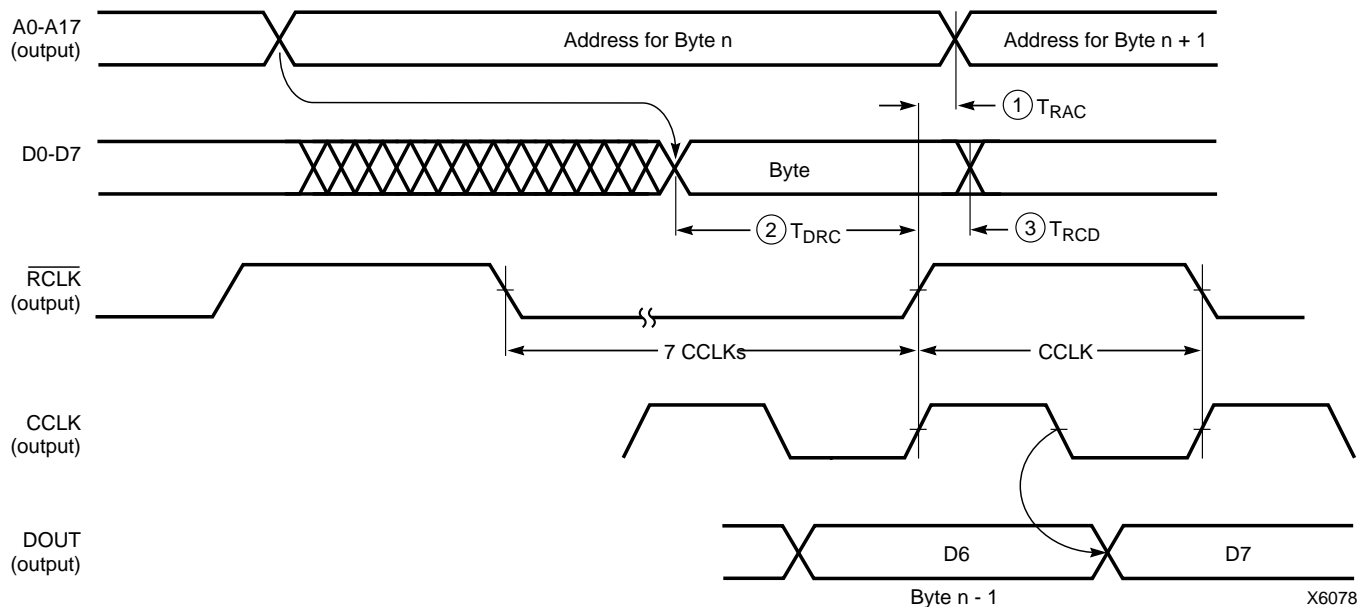 A0-A17
(output)
Address for Byte n
Address for Byte n + 1
1 TRAC
D0-D7
Byte
2 TDRC
3 TRCD
RCLK
(output)
7 CCLKs
CCLK
CCLK
(output)
DOUT
(output)
D6
D7
Byte n - 1
X6078